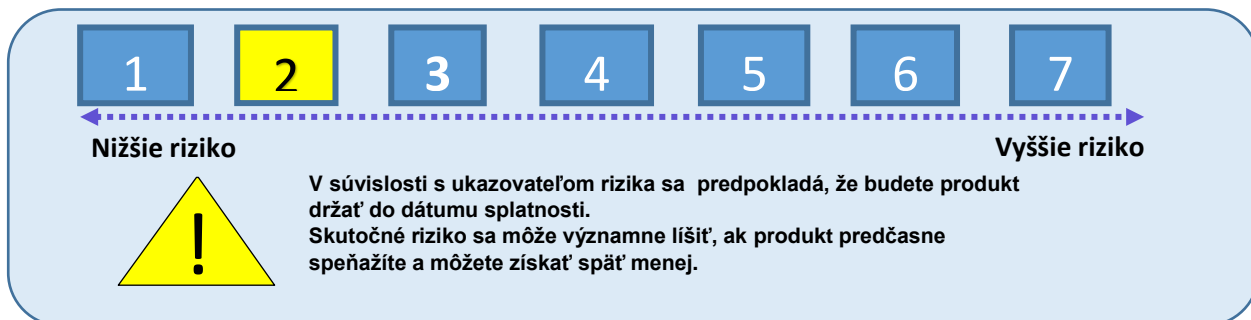 1 2 3 4 5 6 7
Nižšie riziko Vyššie riziko
!
V súvislosti s ukazovateľom rizika sa predpokladá, že budete produkt
držať do dátumu splatnosti.
Skutočné riziko sa môže významne líšiť, ak produkt predčasne
speňažíte a môžete získať späť menej.